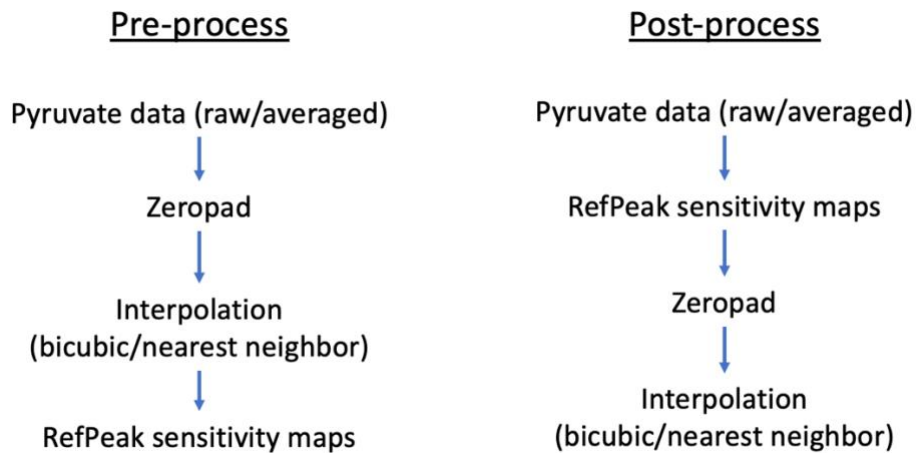 Pre-process
Pyruvate data (raw/averaged)
Zeropad
Interpolation
(bicubic/nearest neighbor)
RefPeak sensitivity maps
Post-process
Pyruvate data (raw/averaged)
RefPeak sensitivity maps
Zeropad
Interpolation
(bicubic/nearest neighbor)